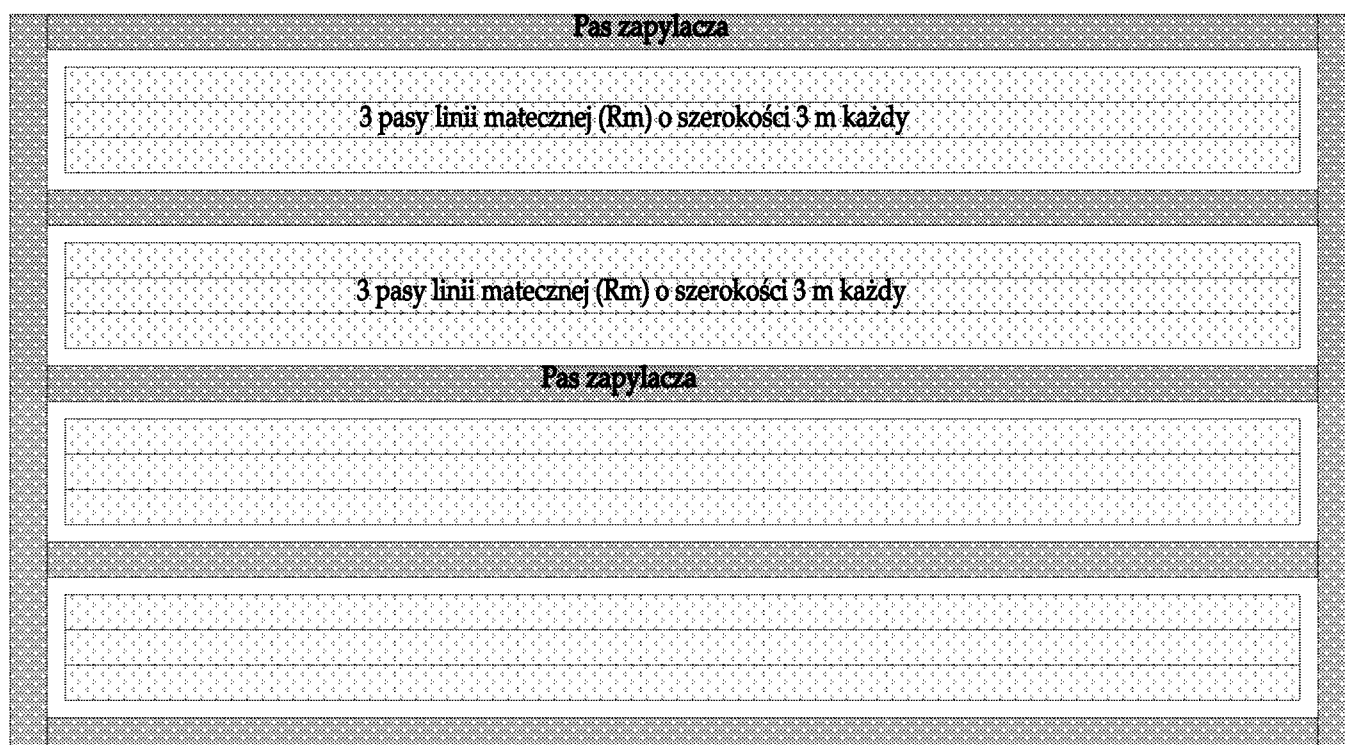 Pas zapylacza
3 pasy linii matecznej (Rm) o szerokości 3 m każdy
3 pasy linii matecznej (Rm) o szerokości 3 m każdy
Pas zapylacza